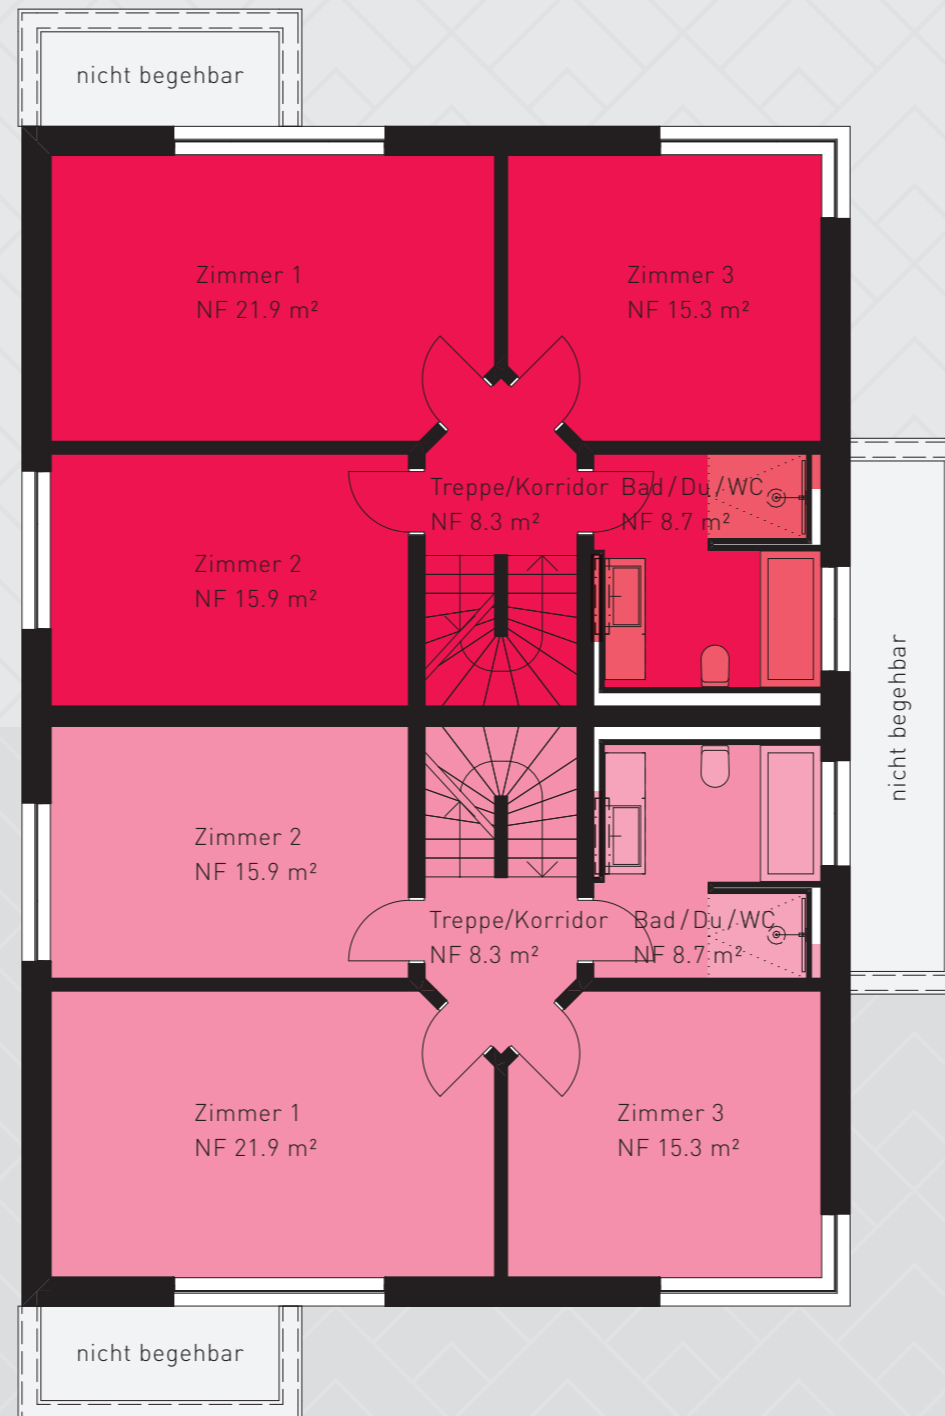 nicht begehbar
Zimmer 1
NF 21.9 m²
Zimmer 3
NF 15.3 m²
Treppe/Korridor
NF 8.3 m²
Bad/Du/WC
NF 8.7 m²
Zimmer 2
NF 15.9 m²
nicht begehbar
Zimmer 2
NF 15.9 m²
Treppe/Korridor
NF 8.3 m²
Bad/Du/WC
NF 8.7 m²
Zimmer 1
NF 21.9 m²
Zimmer 3
NF 15.3 m²
nicht begehbar